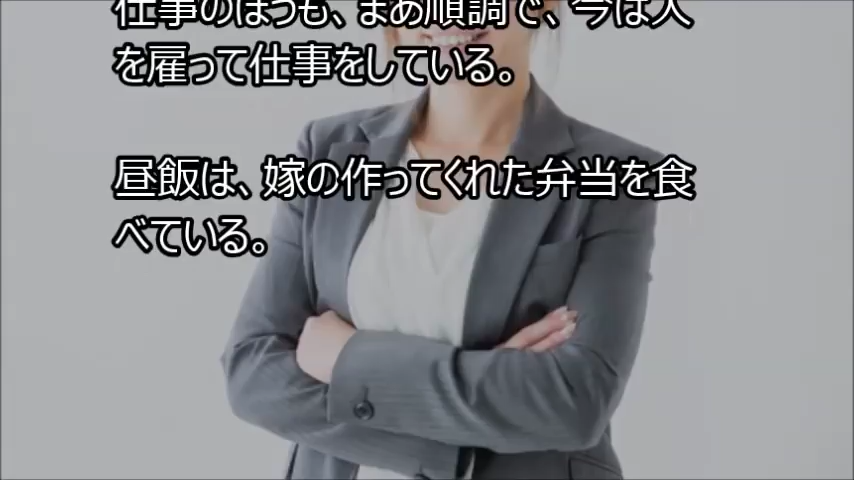 仕事のほうも、まあ順調で、今は人
を雇って仕事をしている。
昼飯は、嫁の作ってくれた弁当を食
べている。